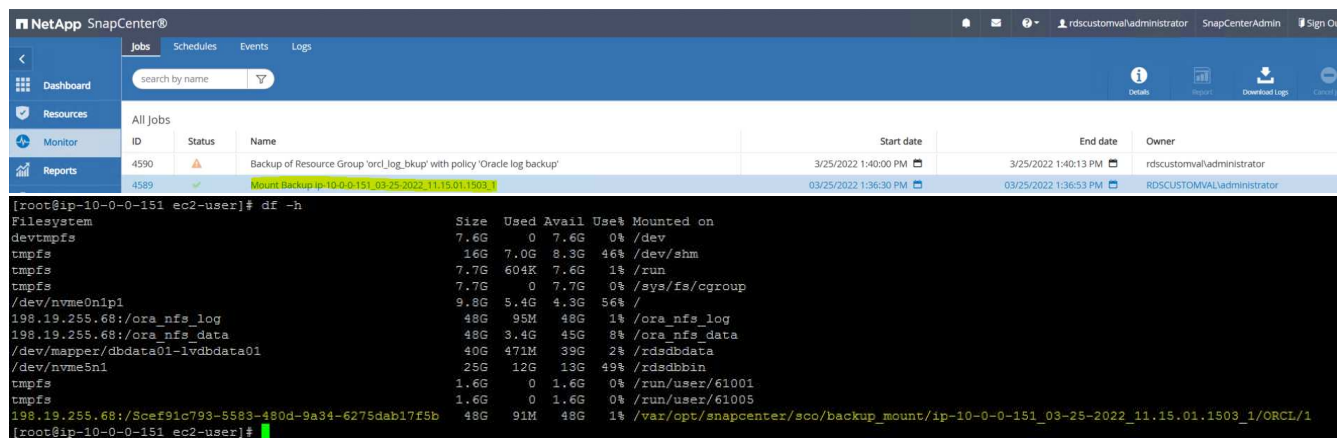 NetApp SnapCenter® rdscustomval\administrator SnapCenterAdmin Sign Ou
Jobs Schedules Events Logs
search by name
Details Report Download Logs Cancel J
Dashboard
Resources
Monitor
Reports
All Jobs
ID Status Name Start date End date Owner
4590 Backup of Resource Group 'orcl_log_bkup' with policy 'Oracle log backup' 3/25/2022 1:40:00 PM 3/25/2022 1:40:13 PM rdscustomval\administrator
4589 Mount Backup ip-10-0-0-151_03-25-2022_11.15.01.1503_1 03/25/2022 1:36:30 PM 03/25/2022 1:36:53 PM RDSCUSTOMVAL\administrator
[root@ip-10-0-0-151 ec2-user]# df -h
Filesystem Size Used Avail Use% Mounted on
devtmpfs 7.6G 0 7.6G 0% /dev
tmpfs 16G 7.0G 8.3G 46% /dev/shm
tmpfs 7.7G 604K 7.6G 1% /run
tmpfs 7.7G 0 7.7G 0% /sys/fs/cgroup
/dev/nvme0n1p1 9.8G 5.4G 4.3G 56% /
198.19.255.68:/ora_nfs_log 48G 95M 48G 1% /ora_nfs_log
198.19.255.68:/ora_nfs_data 48G 3.4G 45G 8% /ora_nfs_data
/dev/mapper/dbdata01-lvdbdata01 40G 471M 39G 2% /rdsdbdata
/dev/nvme5n1 25G 12G 13G 49% /rdsdbbin
tmpfs 1.6G 0 1.6G 0% /run/user/61001
tmpfs 1.6G 0 1.6G 0% /run/user/61005
198.19.255.68:/Scef91c793-5583-480d-9a34-6275dab17f5b 48G 91M 48G 1% /var/opt/snapcenter/sco/backup_mount/ip-10-0-0-151_03-25-2022_11.15.01.1503_1/ORCL/1
[root@ip-10-0-0-151 ec2-user]#